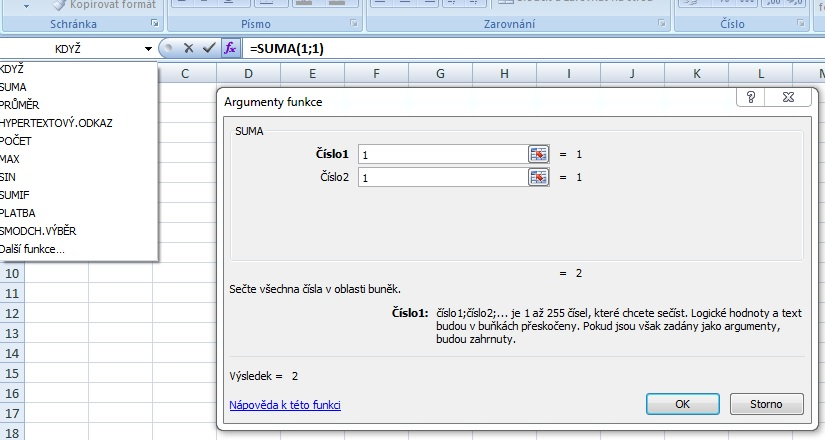 Kopírovat formát
Schránka
Písmo
Zarovnání
Číslo
KDYŽ
fx
=SUMA(1;1)
C D E F G H I J K L M
KDYŽ
SUMA
PRŮMĚR
HYPERTEXTOVÝ.ODKAZ
POČET
MAX
SIN
SUMIF
PLATBA
SMODCH.VÝBĚR
Další funkce...
10
11
12
13
14
15
16
17
18
Argumenty funkce
?
SUMA
Číslo1 1 = 1
Číslo2 1 = 1
= 2
Sečte všechna čísla v oblasti buněk.
Číslo1: číslo1;číslo2;... je 1 až 255 čísel, které chcete sečíst. Logické hodnoty a text
budou v buňkách přeskočeny. Pokud jsou však zadány jako argumenty,
budou zahrnuty.
Výsledek = 2
Nápověda k této funkci
OK
Storno